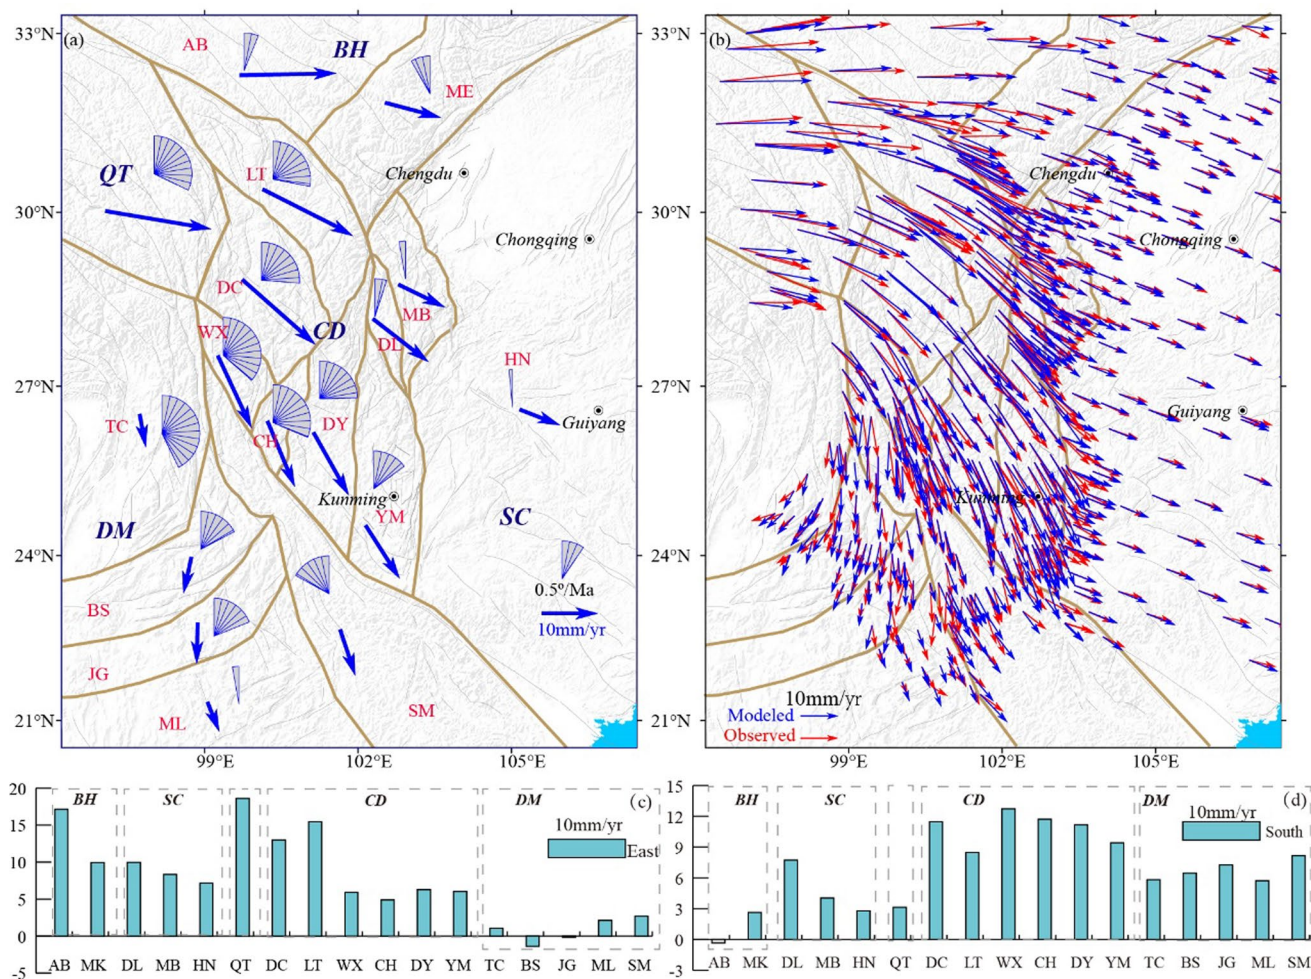 33°N
30°N
27°N
24°N
21°N
(a)
AB
BH
ME
QT
LT
Chengdu
Chongqing
DC
WX
CD
MB
DL
HN
TC
CH
DY
Guiyang
Kunming
YM
DM
SC
0.5°/Ma
10mm/yr
BS
JG
ML
SM
99°E
102°E
105°E
33°N
30°N
27°N
24°N
21°N
(b)
Chengdu
Chongqing
Guiyang
Kunming
10mm/yr
Modeled
Observed
99°E
102°E
105°E
20
15
10
5
0
-5
BH
SC
CD
DM
(c)
10mm/yr
East
AB MK DL MB HN QT DC LT WX CH DY YM TC BS JG ML SM
15
12
9
6
3
0
-3
BH
SC
CD
DM
(d)
10mm/yr
South
AB MK DL MB HN QT DC LT WX CH DY YM TC BS JG ML SM